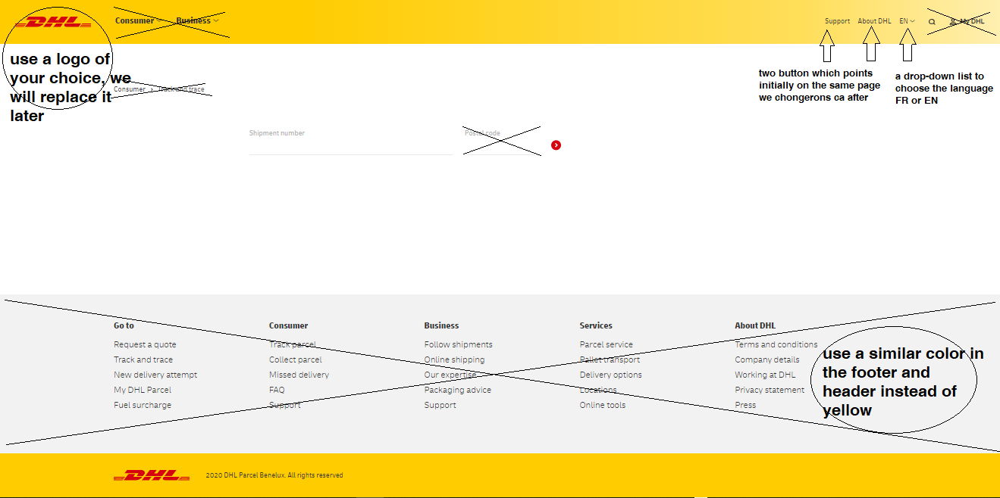 DHL Consumer Business Support About DHL EN My DHL
use a logo of
your choice, we
will replace it
later
two button which points
initially on the same page
we chongerons ca after
a drop-down list to
choose the language
FR or EN
Consumer › Track and trace
Shipment number Postal code
Go to
Request a quote
Track and trace
New delivery attempt
My DHL Parcel
Fuel surcharge
Consumer
Track parcel
Collect parcel
Missed delivery
FAQ
Support
Business
Follow shipments
Online shipping
Our expertise
Packaging advice
Support
Services
Parcel service
Pallet transport
Delivery options
Locations
Online tools
About DHL
Terms and conditions
Company details
Working at DHL
Privacy statement
Press
use a similar color in
the footer and
header instead of
yellow
DHL 2020 DHL Parcel Benelux. All rights reserved